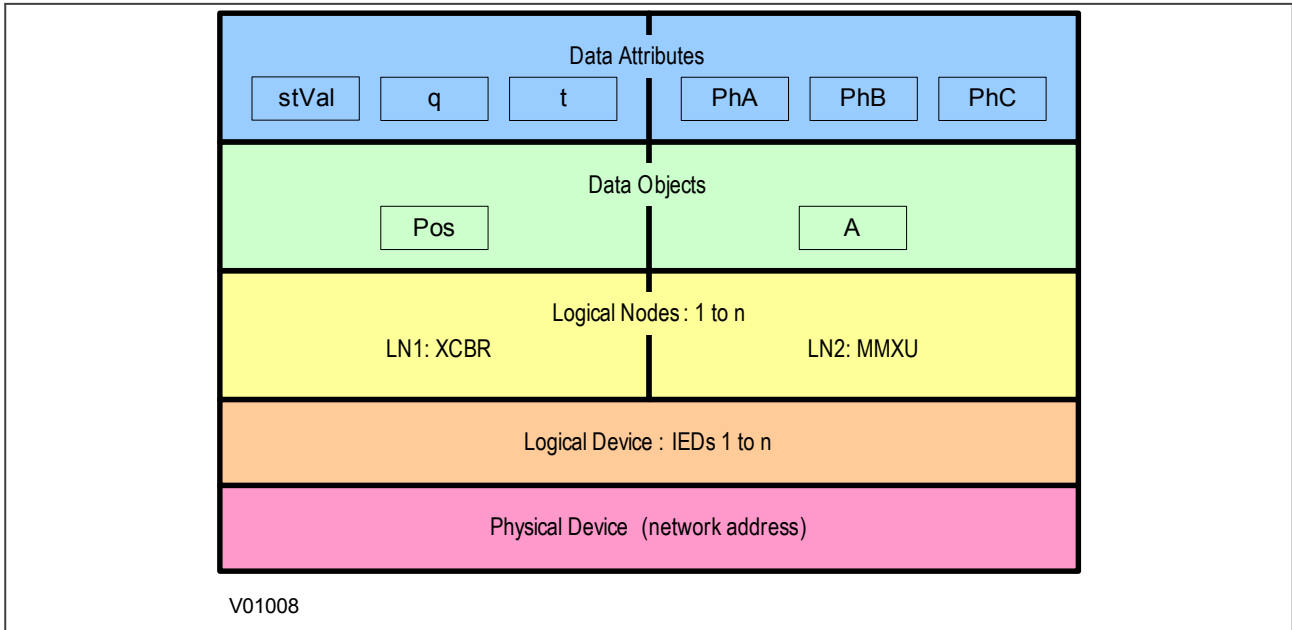 Data Attributes
stVal q t PhA PhB PhC
Data Objects
Pos A
Logical Nodes : 1 to n
LN1: XCBR LN2: MMXU
Logical Device : IEDs 1 to n
Physical Device (network address)
V01008